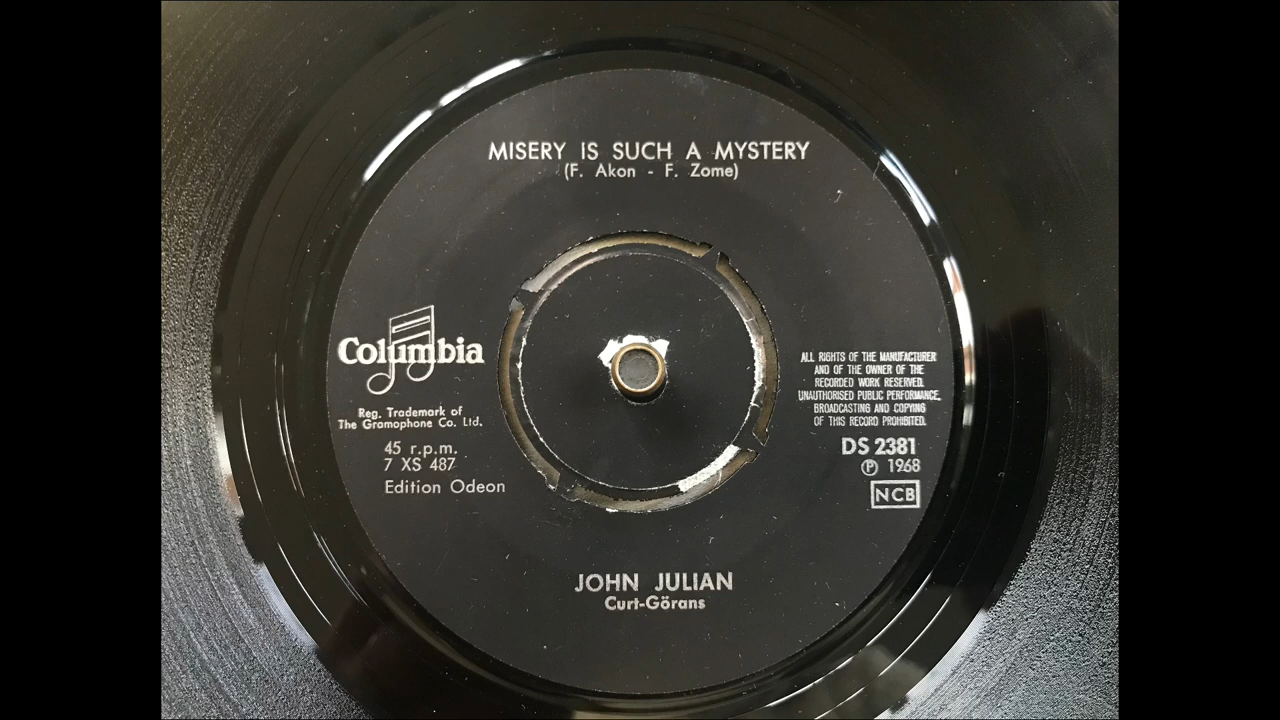 MISERY IS SUCH A MYSTERY
(F. Akon - F. Zome)
Columbia
Reg. Trademark of
The Gramophone Co. Ltd.
45 r.p.m.
7 XS 487
Edition Odeon
ALL RIGHTS OF THE MANUFACTURER
AND OF THE OWNER OF THE
RECORDED WORK RESERVED.
UNAUTHORISED PUBLIC PERFORMANCE,
BROADCASTING AND COPYING
OF THIS RECORD PROHIBITED.
DS 2381
℗ 1968
NCB
JOHN JULIAN
Curt-Görans